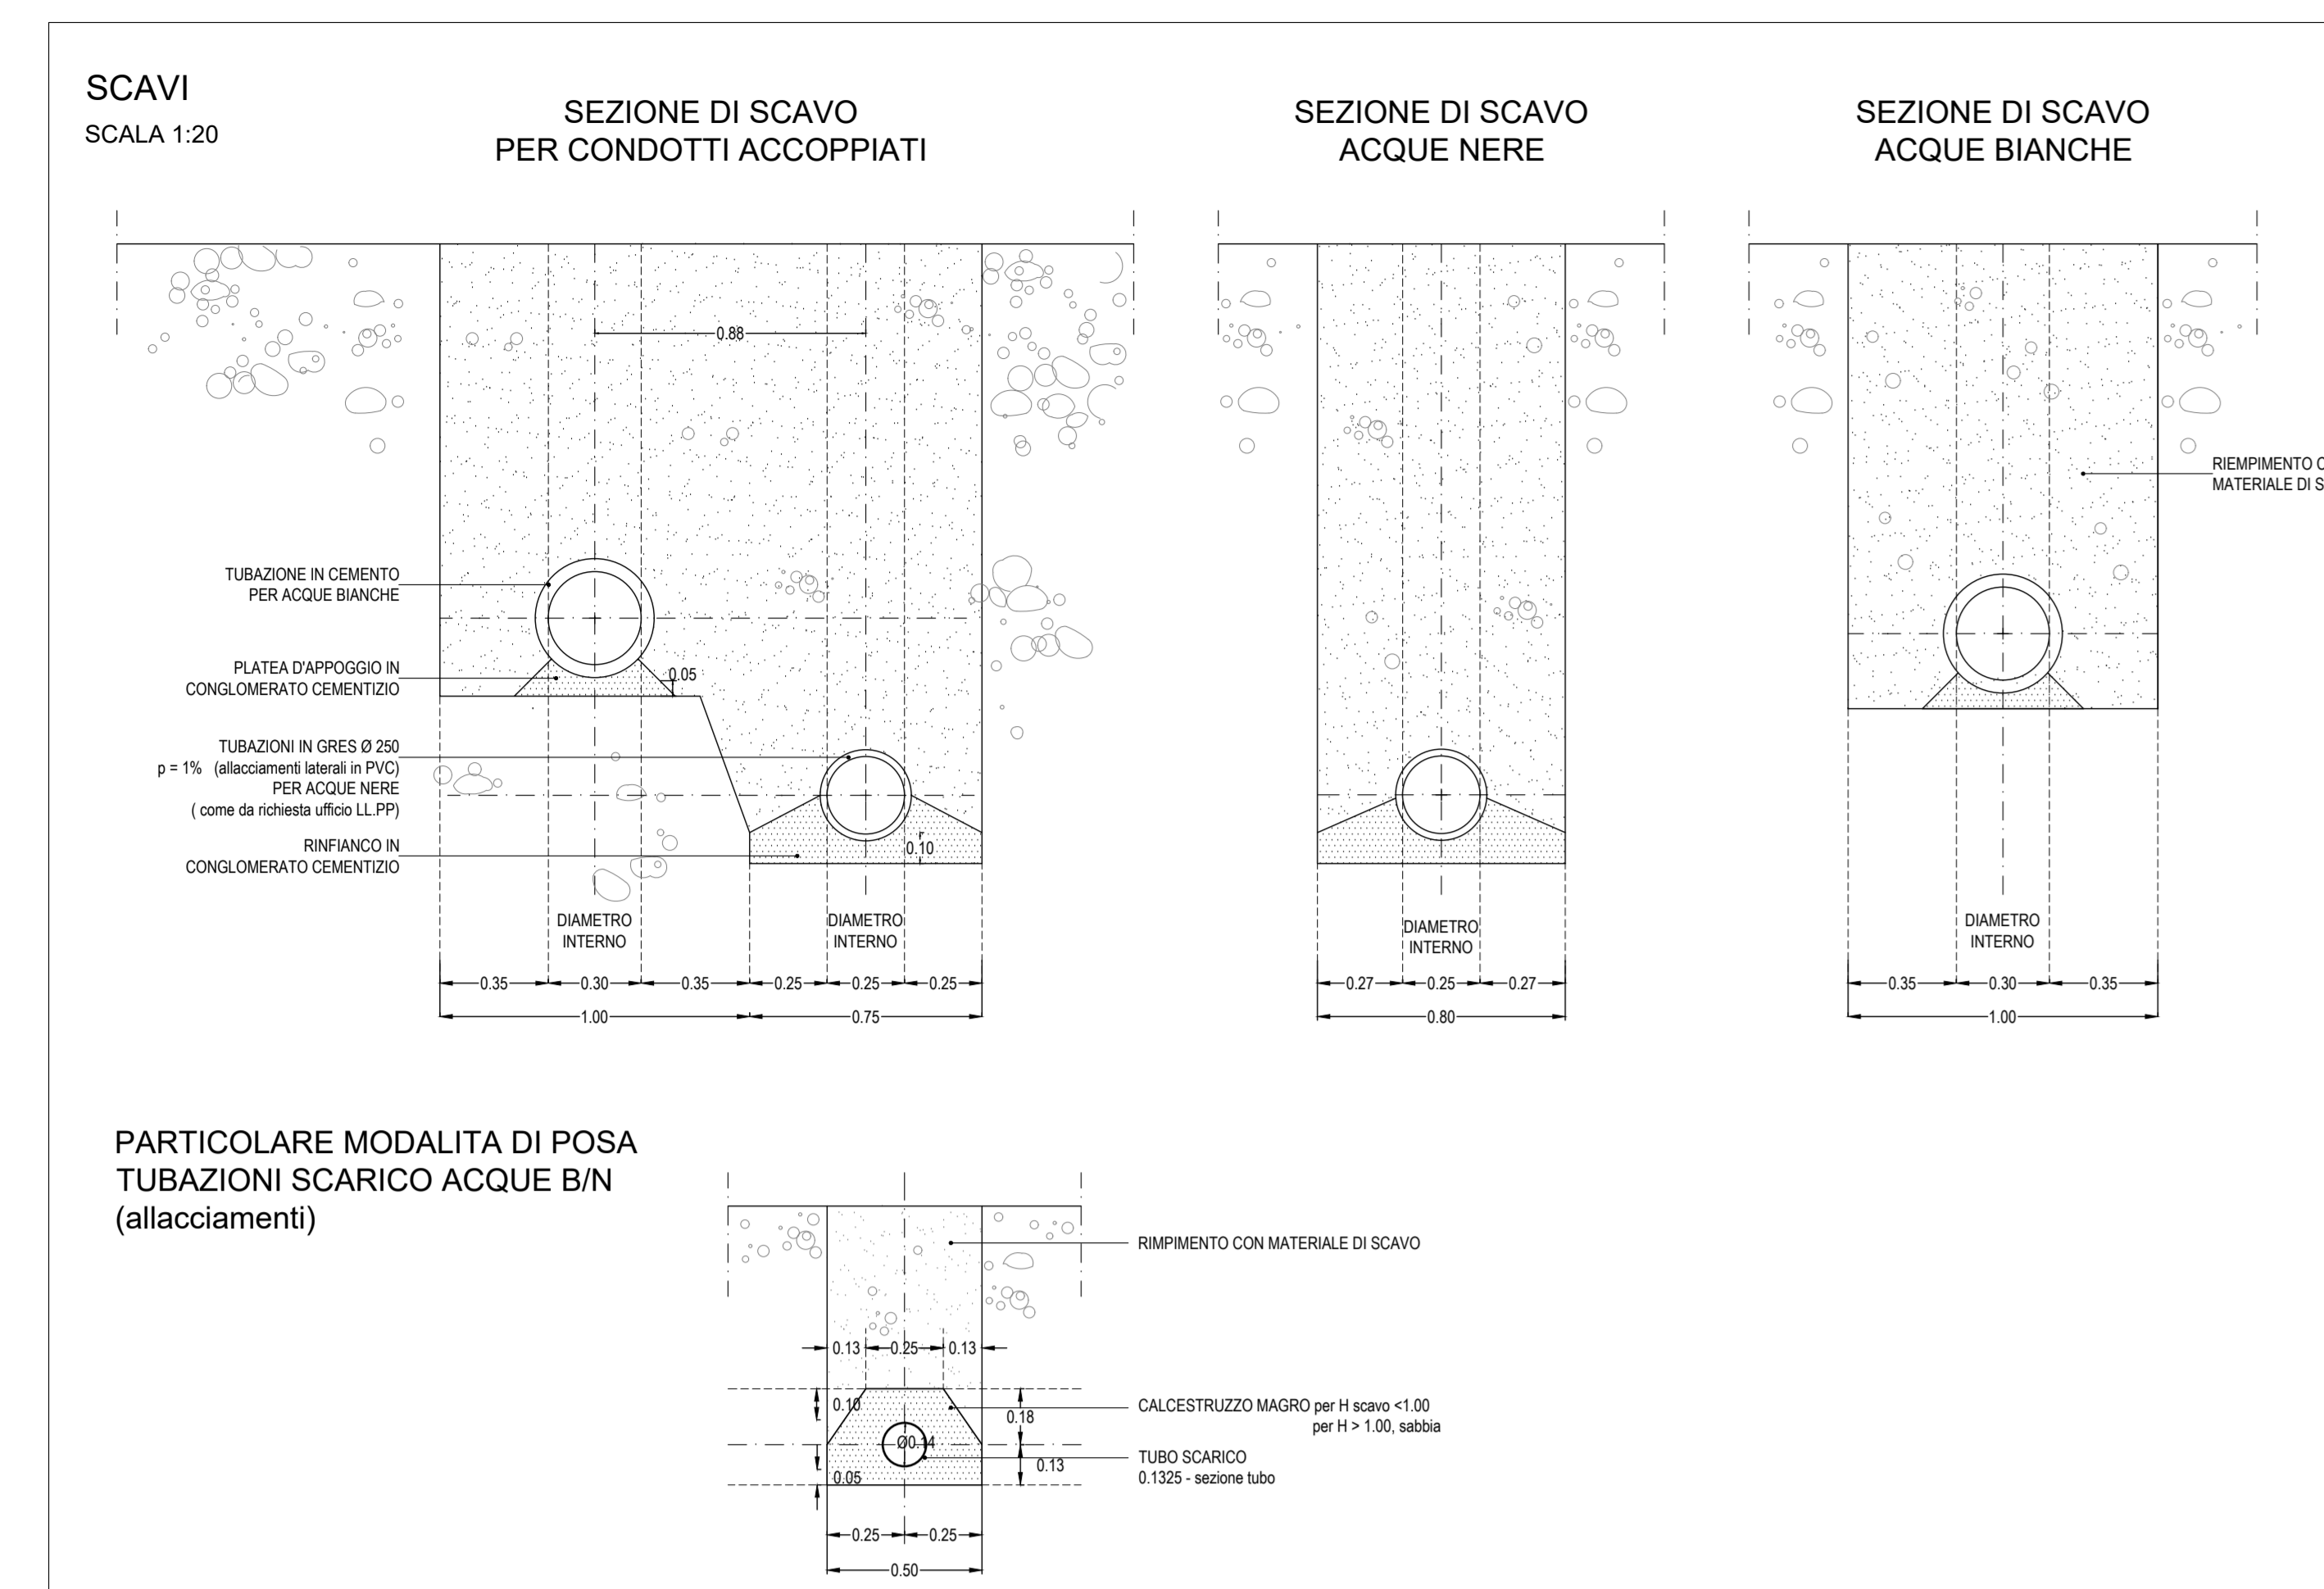 SCAVI
SCALA 1:20
SEZIONE DI SCAVO
PER CONDOTTI ACCOPPIATI
SEZIONE DI SCAVO
ACQUE NERE
SEZIONE DI SCAVO
ACQUE BIANCHE
0.88
RIEMPIMENTO C
MATERIALE DI S
TUBAZIONE IN CEMENTO
PER ACQUE BIANCHE
PLATEA D'APPOGGIO IN
CONGLOMERATO CEMENTIZIO
0.05
TUBAZIONI IN GRES Ø 250
p = 1% (allacciamenti laterali in PVC)
PER ACQUE NERE
( come da richiesta ufficio LL.PP)
RINFIANCO IN
CONGLOMERATO CEMENTIZIO
0.10
DIAMETRO
INTERNO
DIAMETRO
INTERNO
DIAMETRO
INTERNO
DIAMETRO
INTERNO
0.35 0.30 0.35 0.25 0.25 0.25
1.00 0.75
0.27 0.25 0.27
0.80
0.35 0.30 0.35
1.00
PARTICOLARE MODALITA DI POSA
TUBAZIONI SCARICO ACQUE B/N
(allacciamenti)
RIMPIMENTO CON MATERIALE DI SCAVO
0.13 0.25 0.13
0.10
0.18
CALCESTRUZZO MAGRO per H scavo <1.00
per H > 1.00, sabbia
Ø0.14
TUBO SCARICO
0.1325 - sezione tubo
0.05
0.13
0.25 0.25
0.50